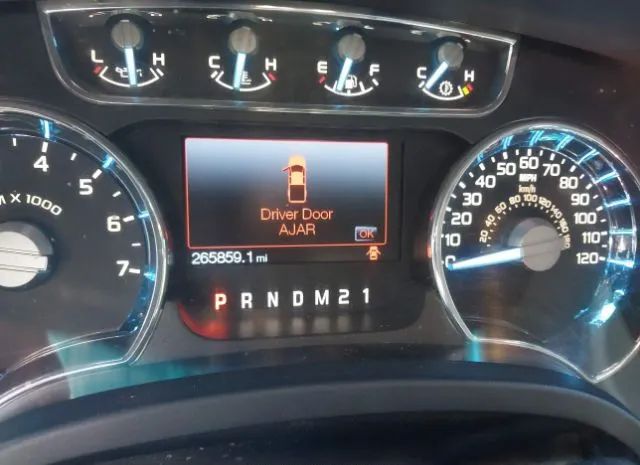 L H C H E F C H
4 5 6 7
M X 1000
Driver Door
AJAR
OK
265859.1 mi
P R N D M 2 1
0 10 20 30 40 50 60 70 80 90 100 110 120
MPH
km/h
20 40 60 80 100 120 140 160 180